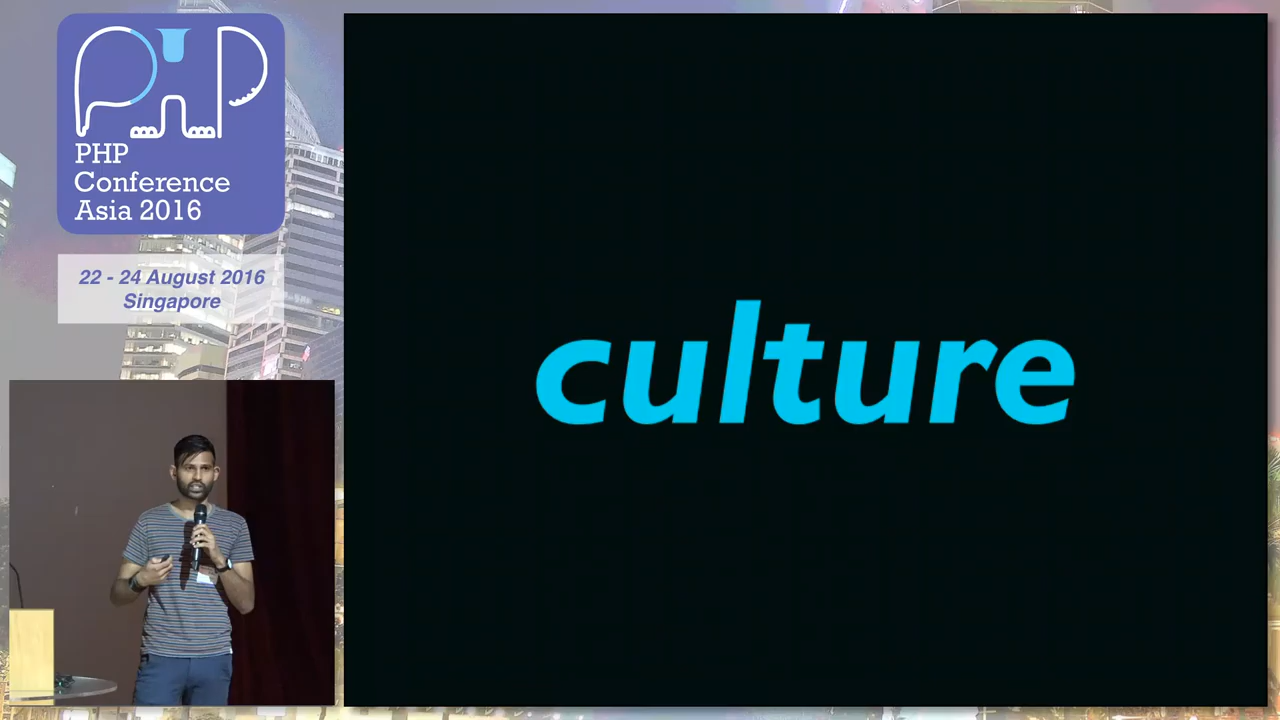 PHP
PHP
Conference
Asia 2016
22 - 24 August 2016
Singapore
culture